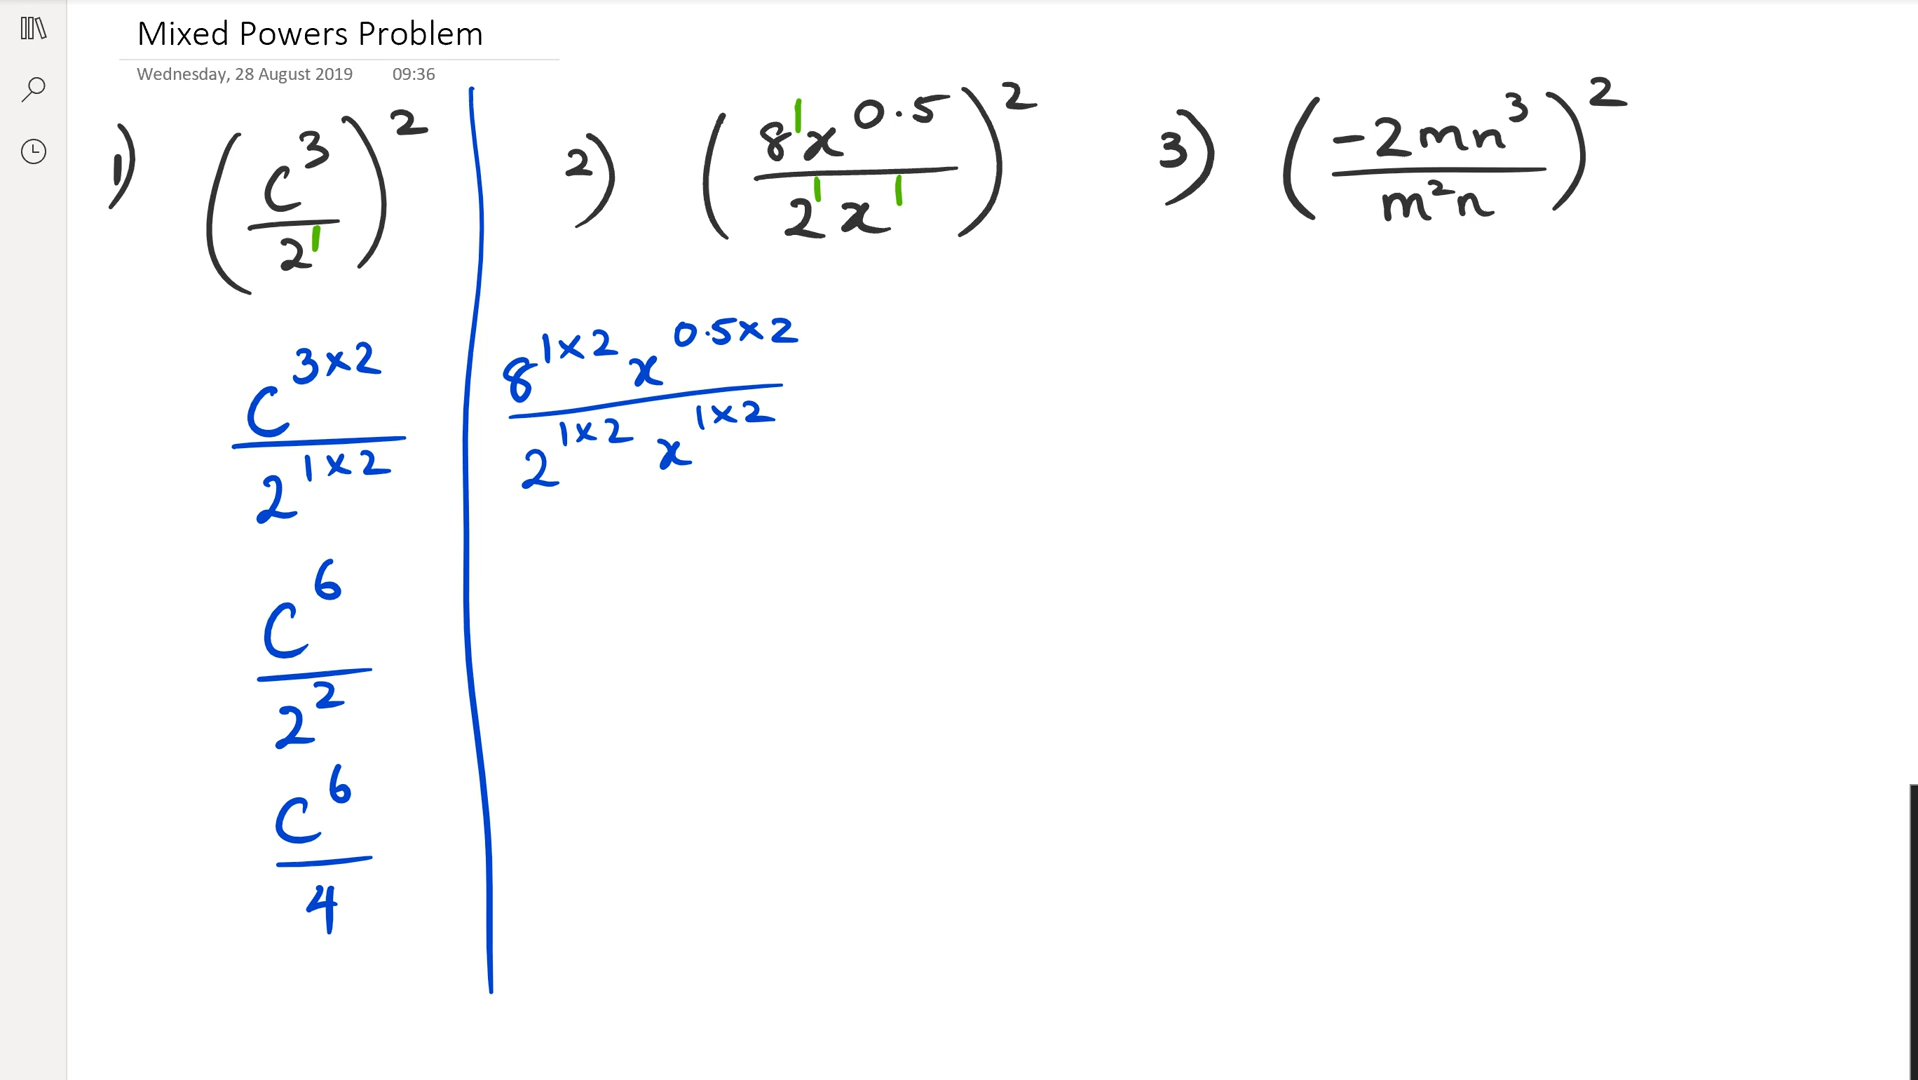 Mixed Powers Problem
Wednesday, 28 August 2019 09:36
1) (c^3 / 2^1)^2
2) (8^1 x^0.5 / 2^1 x^1)^2
3) (-2mn^3 / m^2n)^2
c^3×2 / 2^1×2
8^1×2 x^0.5×2 / 2^1×2 x^1×2
c^6 / 2^2
c^6 / 4